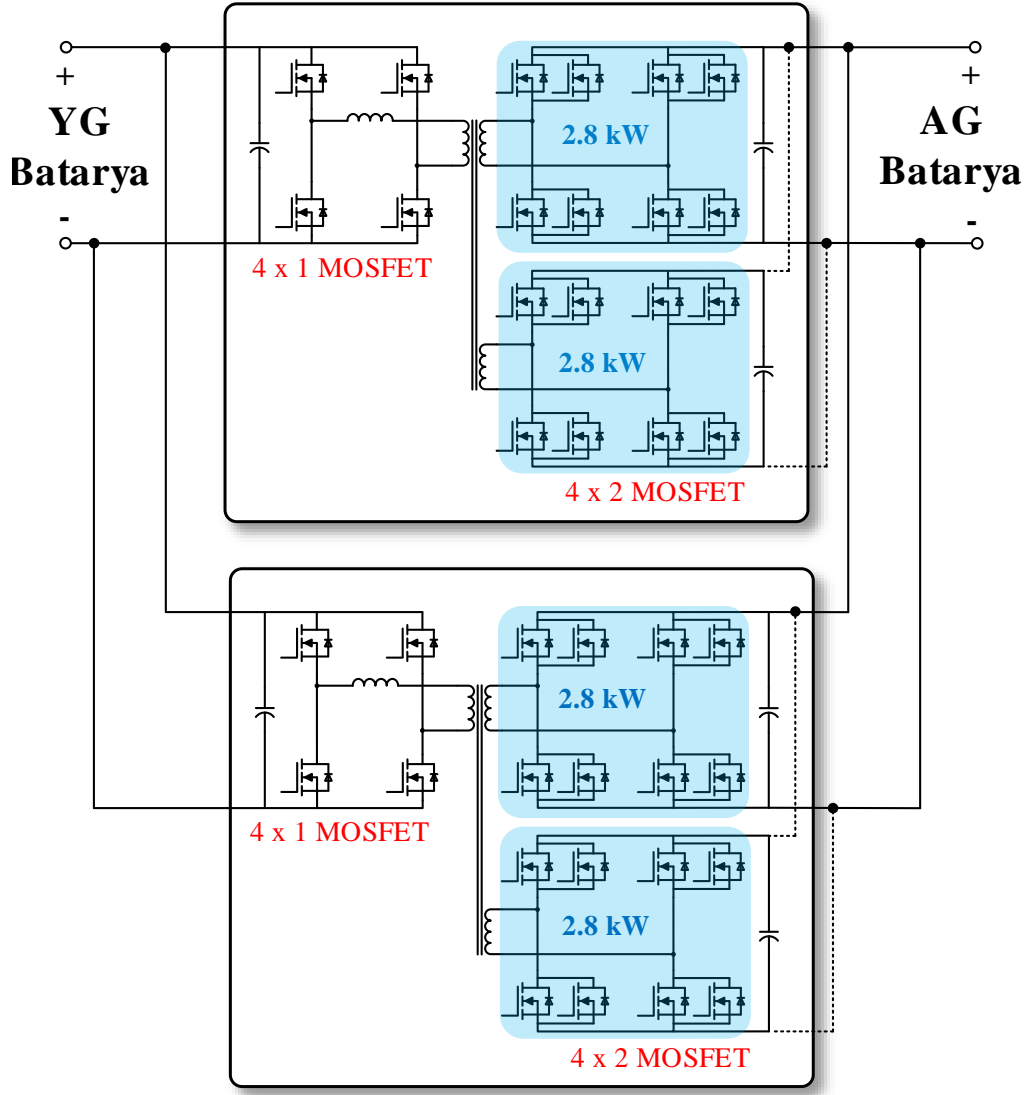 +
YG
Batarya
-
2.8 kW
+
AG
Batarya
-
4 x 1 MOSFET
2.8 kW
4 x 2 MOSFET
2.8 kW
4 x 1 MOSFET
2.8 kW
4 x 2 MOSFET